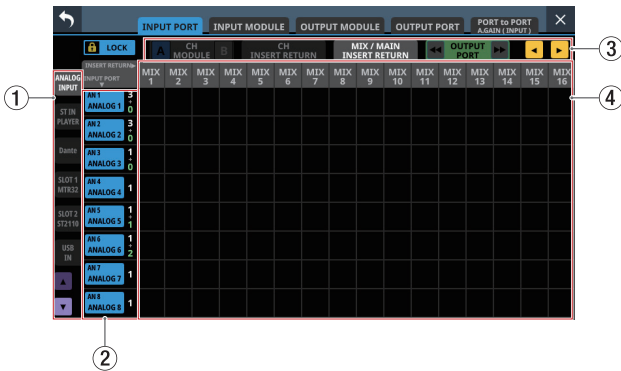 INPUT PORT INPUT MODULE OUTPUT MODULE OUTPUT PORT PORT to PORT
A.GAIN ( INPUT )
LOCK A CH MODULE B CH INSERT RETURN MIX / MAIN INSERT RETURN OUTPUT PORT
3
INSERT RETURN
INPUT PORT
MIX 1 MIX 2 MIX 3 MIX 4 MIX 5 MIX 6 MIX 7 MIX 8 MIX 9 MIX 10 MIX 11 MIX 12 MIX 13 MIX 14 MIX 15 MIX 16
1
4
ANALOG INPUT
ST IN PLAYER
Dante
SLOT 1 MTR32
SLOT 2 ST2110
USB IN
AN 1 ANALOG 1 3 + 0
AN 2 ANALOG 2 3 + 0
AN 3 ANALOG 3 1 + 0
AN 4 ANALOG 4 1
AN 5 ANALOG 5 1 + 1
AN 6 ANALOG 6 1 + 2
AN 7 ANALOG 7 1
AN 8 ANALOG 8 1
2